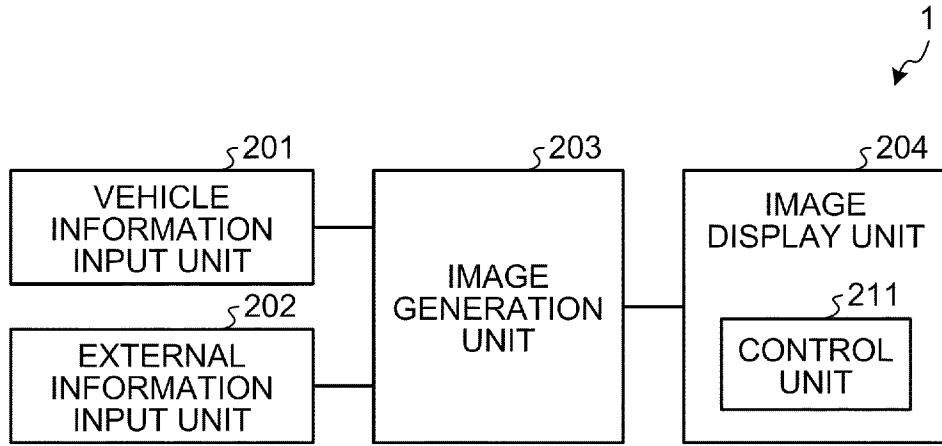 1
201
VEHICLE
INFORMATION
INPUT UNIT
202
EXTERNAL
INFORMATION
INPUT UNIT
203
IMAGE
GENERATION
UNIT
204
IMAGE
DISPLAY UNIT
211
CONTROL
UNIT